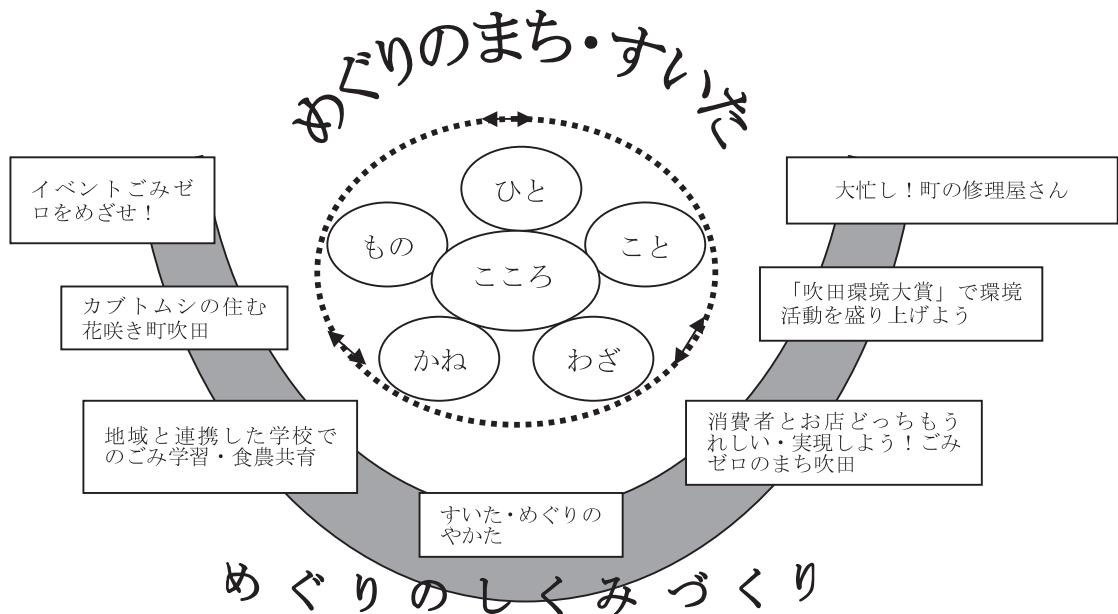 めぐりのまち・すいた
ひと
もの
こと
こころ
かね
わざ
イベントごみゼ
ロをめざせ！
大忙し！町の修理屋さん
カブトムシの住む
花咲き町吹田
「吹田環境大賞」で環境
活動を盛り上げよう
地域と連携した学校で
のごみ学習・食農共育
消費者とお店どっちもう
れしい・実現しよう！ごみ
ゼロのまち吹田
すいた・めぐりの
やかた
めぐりのしくみづくり